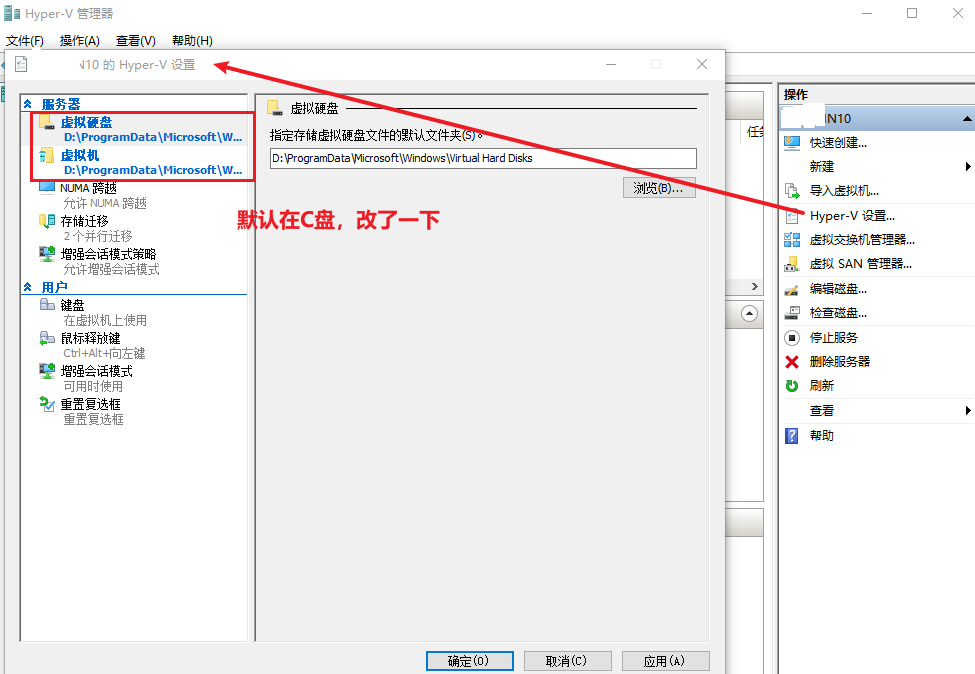 Hyper-V 管理器
文件(F) 操作(A) 查看(V) 帮助(H)
N10 的 Hyper-V 设置
服务器
虚拟硬盘
D:\ProgramData\Microsoft\W...
虚拟机
D:\ProgramData\Microsoft\W...
NUMA 跨越
允许 NUMA 跨越
存储迁移
2 个并行迁移
增强会话模式策略
允许增强会话模式
用户
键盘
在虚拟机上使用
鼠标释放键
Ctrl+Alt+向左键
增强会话模式
可用时使用
重置复选框
重置复选框
虚拟硬盘
指定存储虚拟硬盘文件的默认文件夹(S)。
D:\ProgramData\Microsoft\Windows\Virtual Hard Disks
浏览(B)...
默认在C盘，改了一下
确定(O) 取消(C) 应用(A)
操作
IN10
快速创建...
新建
导入虚拟机...
Hyper-V 设置...
虚拟交换机管理器...
虚拟 SAN 管理器...
编辑磁盘...
检查磁盘...
停止服务
删除服务器
刷新
查看
帮助